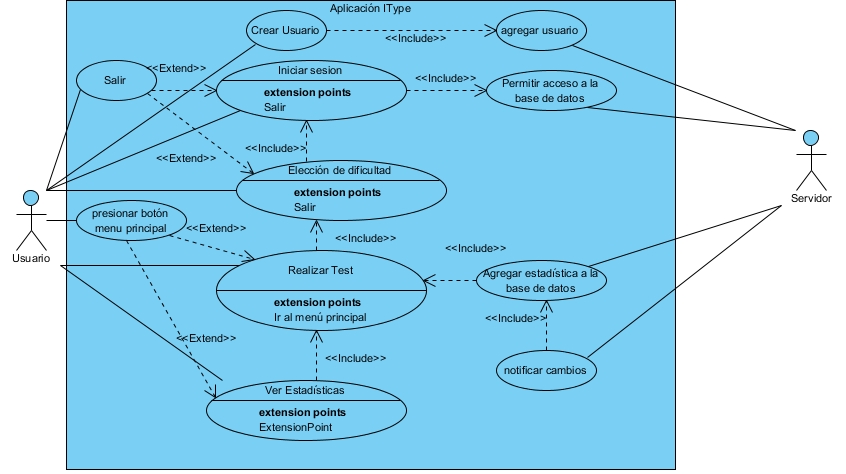 Aplicación IType
Crear Usuario
<<Include>>
agregar usuario
Salir
<<Extend>>
Iniciar sesion
extension points
Salir
<<Include>>
Permitir acceso a la
base de datos
<<Extend>>
<<Include>>
Elección de dificultad
extension points
Salir
Usuario
Servidor
presionar botón
menu principal
<<Extend>>
<<Include>>
Realizar Test
extension points
Ir al menú principal
<<Include>>
Agregar estadística a la
base de datos
<<Include>>
<<Extend>>
<<Include>>
notificar cambios
Ver Estadísticas
extension points
ExtensionPoint